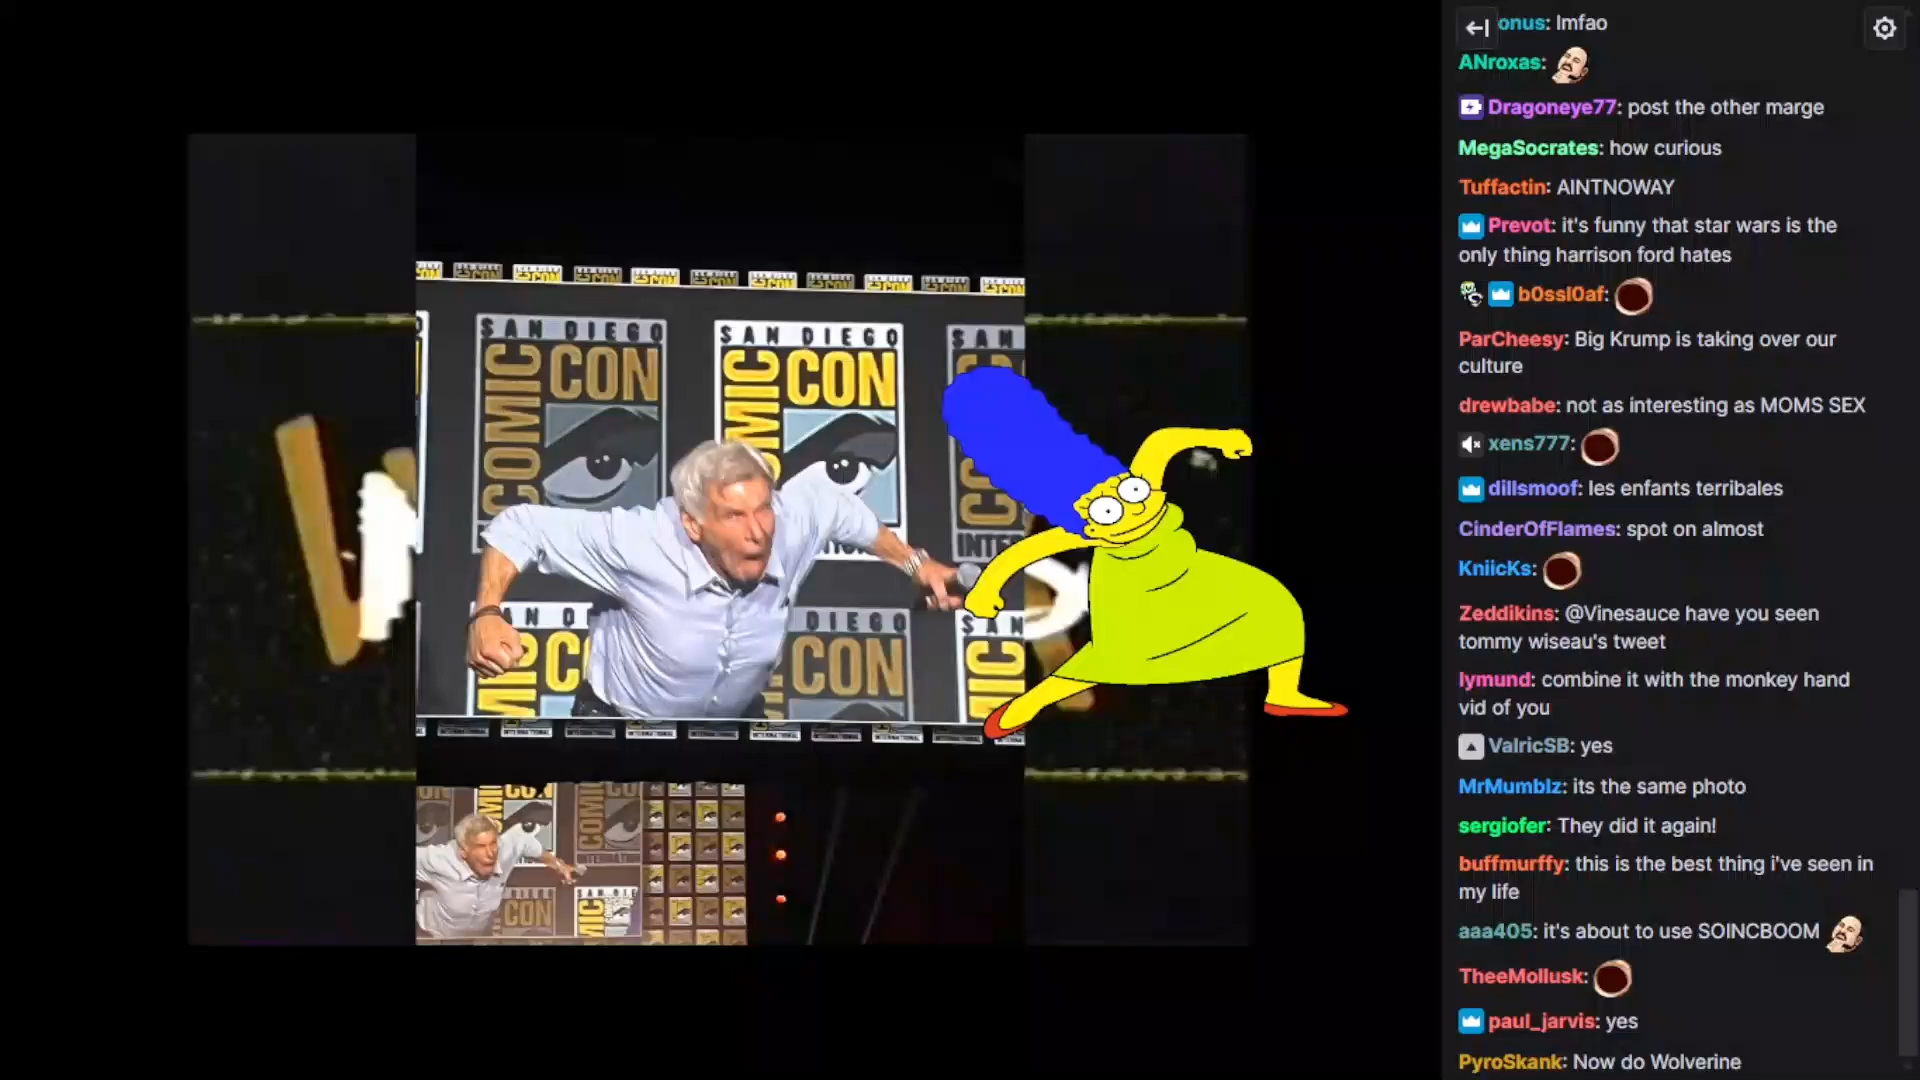 SAN DIEGO
COMIC
CON
SAN DIEGO
COMIC
CON
SAN
INTER
CON
SAN DIEGO
CON
onus: lmfao
ANroxas:
Dragoneye77: post the other marge
MegaSocrates: how curious
Tuffactin: AINTNOWAY
Prevot: it's funny that star wars is the
only thing harrison ford hates
b0ssl0af:
ParCheesy: Big Krump is taking over our
culture
drewbabe: not as interesting as MOMS SEX
xens777:
dillsmoof: les enfants terribales
CinderOfFlames: spot on almost
KniicKs:
Zeddikins: @Vinesauce have you seen
tommy wiseau's tweet
lymund: combine it with the monkey hand
vid of you
ValricSB: yes
MrMumblz: its the same photo
sergiofer: They did it again!
buffmurffy: this is the best thing i've seen in
my life
aaa405: it's about to use SOINCBOOM
TheeMollusk:
paul_jarvis: yes
PyroSkank: Now do Wolverine